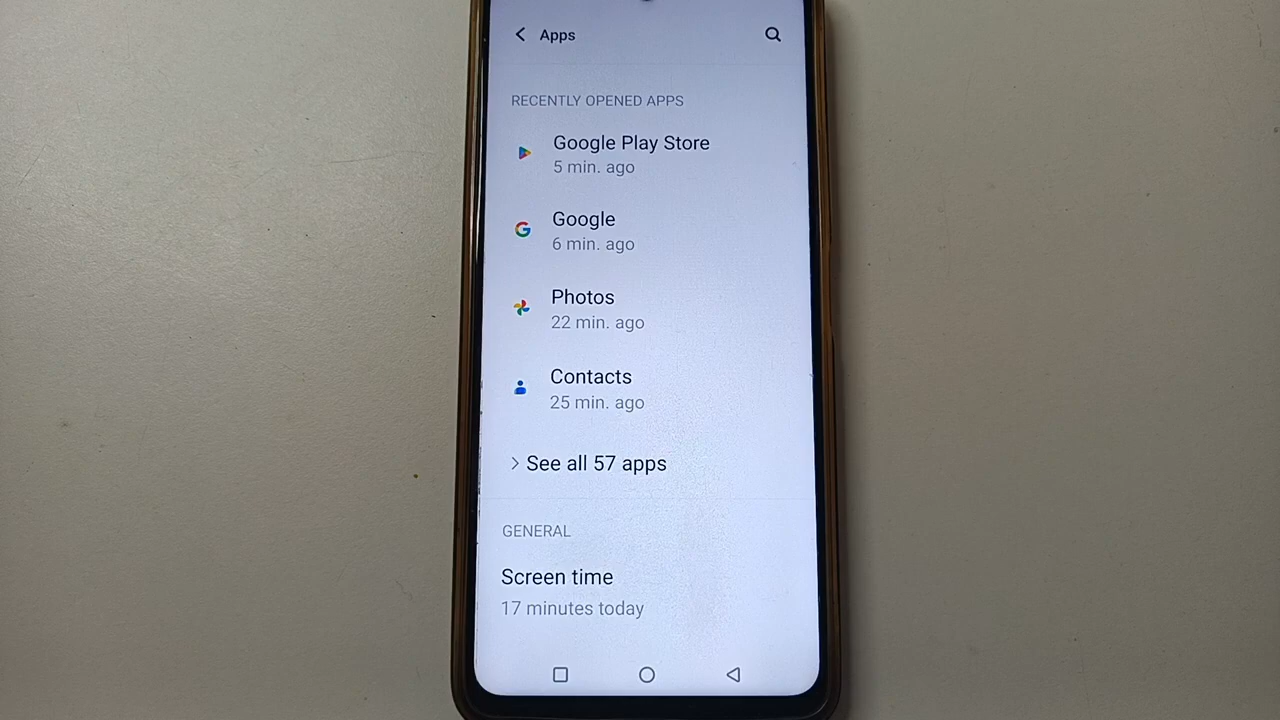 Apps
RECENTLY OPENED APPS
Google Play Store
5 min. ago
Google
6 min. ago
Photos
22 min. ago
Contacts
25 min. ago
See all 57 apps
GENERAL
Screen time
17 minutes today